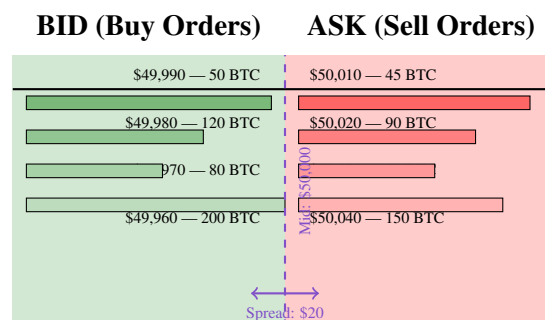 BID (Buy Orders)
ASK (Sell Orders)
$49,990 — 50 BTC
$50,010 — 45 BTC
$49,980 — 120 BTC
$50,020 — 90 BTC
970 — 80 BTC
$49,960 — 200 BTC
$50,040 — 150 BTC
Mid: $50,000
Spread: $20